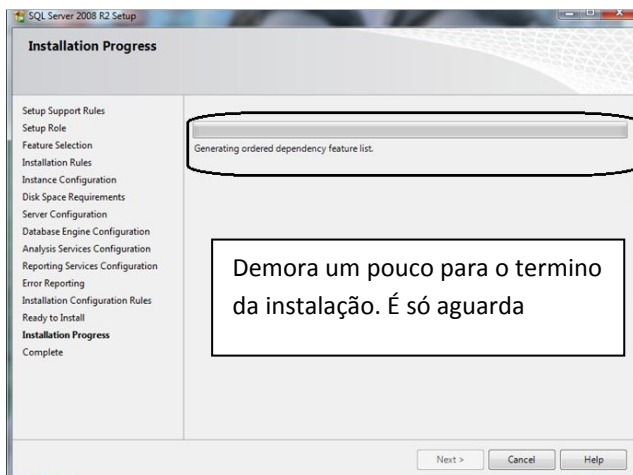 SQL Server 2008 R2 Setup
Installation Progress
Setup Support Rules
Setup Role
Feature Selection
Installation Rules
Instance Configuration
Disk Space Requirements
Server Configuration
Database Engine Configuration
Analysis Services Configuration
Reporting Services Configuration
Error Reporting
Installation Configuration Rules
Ready to Install
Installation Progress
Complete
Generating ordered dependency feature list.
Demora um pouco para o termino
da instalação. É só aguarda
Next >
Cancel
Help